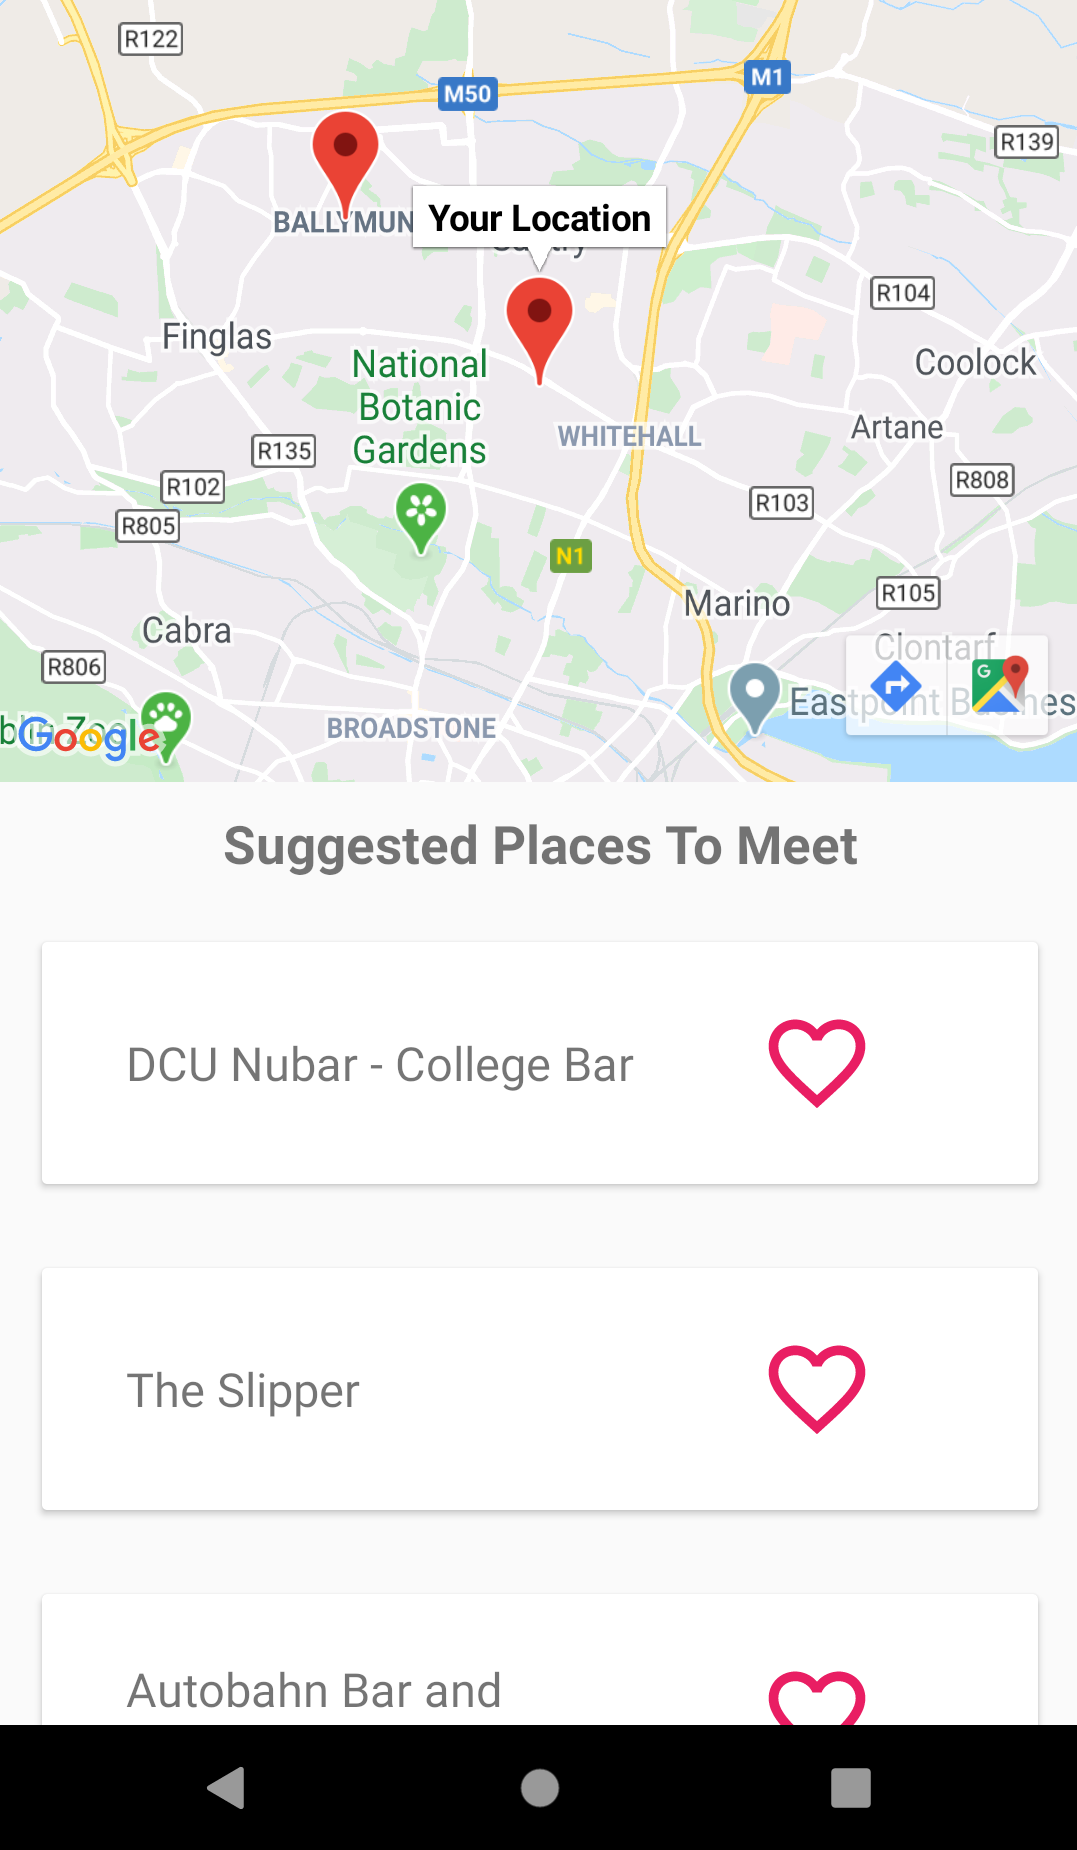 R122
M50
M1
R139
BALLYMUN
Your Location
R104
Finglas
National
Botanic
Gardens
Coolock
WHITEHALL
Artane
R135
R102
R808
R103
R805
N1
R105
Marino
Cabra
Clontarf
R806
Eastpoint Business
Google
BROADSTONE
Suggested Places To Meet
DCU Nubar - College Bar
The Slipper
Autobahn Bar and